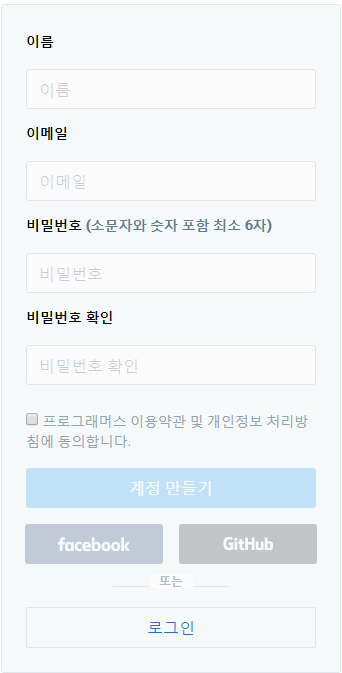 이름
이름
이메일
이메일
비밀번호 (소문자와 숫자 포함 최소 6자)
비밀번호
비밀번호 확인
비밀번호 확인
프로그래머스 이용약관 및 개인정보 처리방
침에 동의합니다.
계정 만들기
facebook GitHub
또는
로그인